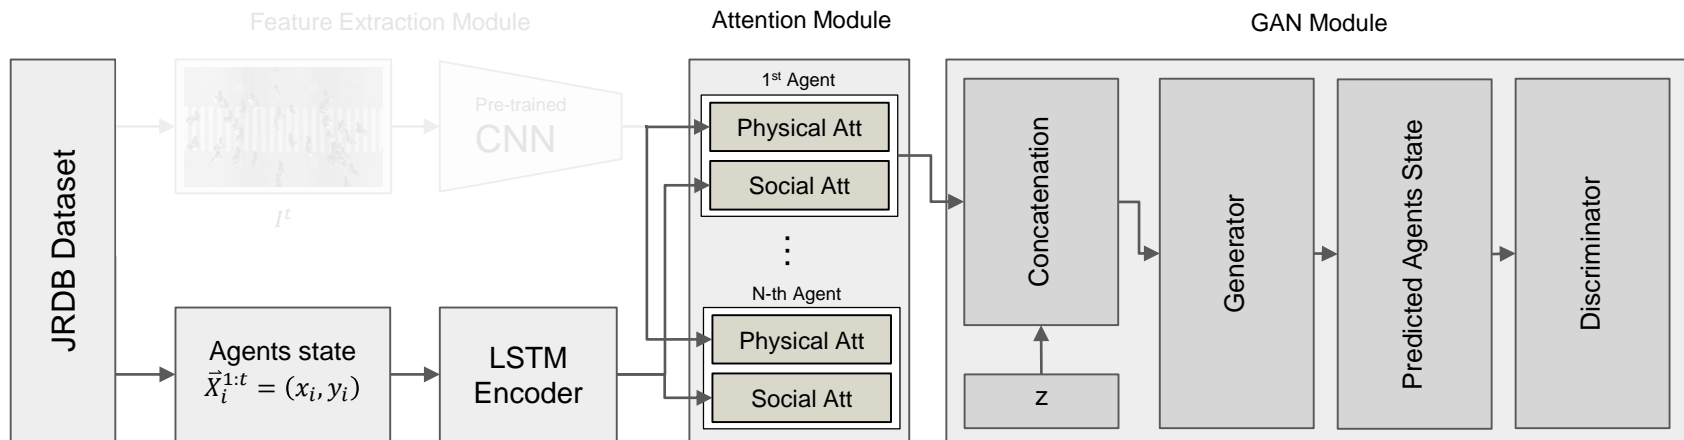 Feature Extraction Module
Attention Module
GAN Module
JRDB Dataset
I^t
Pre-trained
CNN
Agents state
X⃗_i^{1:t} = (x_i, y_i)
LSTM
Encoder
1st Agent
Physical Att
Social Att
⋮
N-th Agent
Physical Att
Social Att
Concatenation
z
Generator
Predicted Agents State
Discriminator